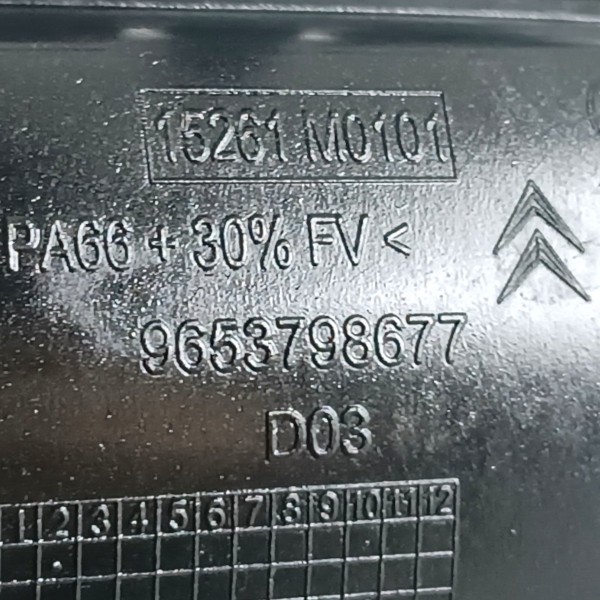 15261 M0101
PA66 + 30% FV <
9653798677
D03
1 2 3 4 5 6 7 8 9 10 11 12